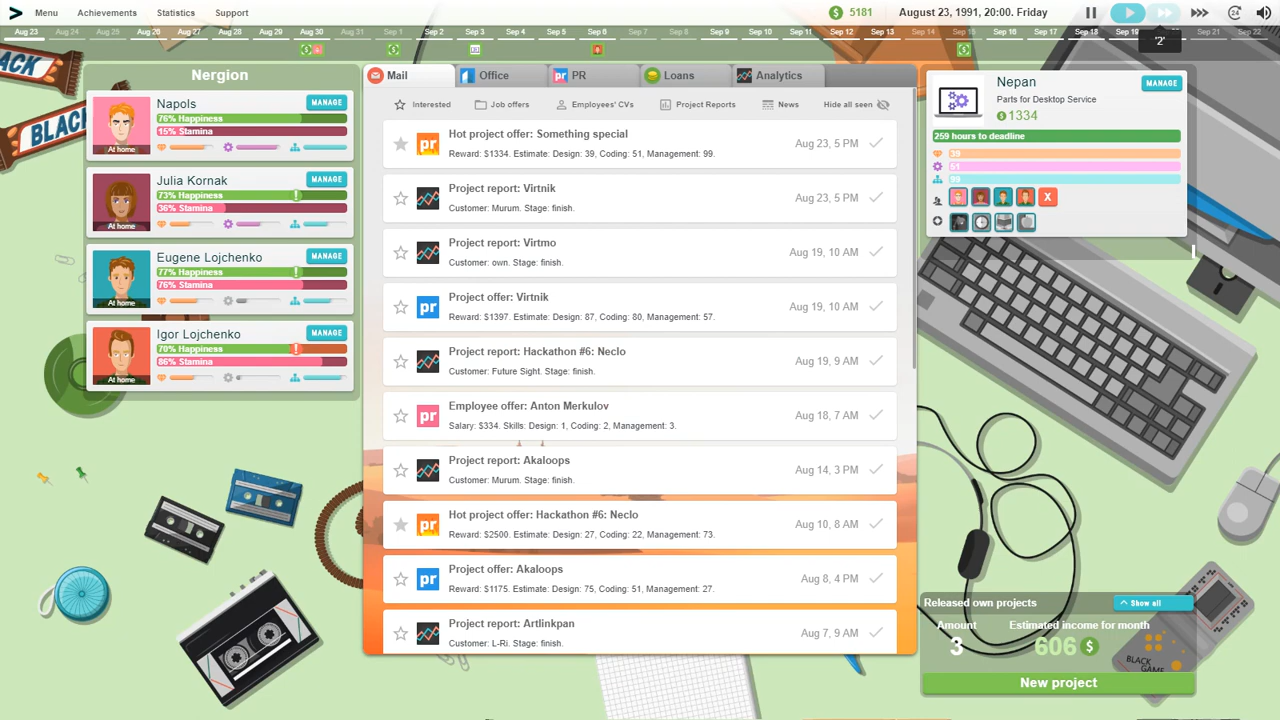 Menu Achievements Statistics Support
5181 August 23, 1991, 20:00. Friday 24
Aug 23 Aug 24 Aug 25 Aug 26 Aug 27 Aug 28 Aug 29 Aug 30 Aug 31 Sep 1 Sep 2 Sep 3 Sep 4 Sep 5 Sep 6 Sep 7 Sep 8 Sep 9 Sep 10 Sep 11 Sep 12 Sep 13 Sep 14 Sep 15 Sep 16 Sep 17 Sep 18 Sep 19 Sep 20 Sep 21 Sep 22
'2'
BLACK
Nergion
Napols
MANAGE
76% Happiness
15% Stamina
At home
Julia Kornak
MANAGE
73% Happiness
36% Stamina
At home
Eugene Lojchenko
MANAGE
77% Happiness
76% Stamina
At home
Igor Lojchenko
MANAGE
70% Happiness
86% Stamina
At home
Mail Office PR Loans Analytics
Interested Job offers Employees' CVs Project Reports News Hide all seen
Hot project offer: Something special
Reward: $1334. Estimate: Design: 39, Coding: 51, Management: 99.
Aug 23, 5 PM
Project report: Virtnik
Customer: Murum. Stage: finish.
Aug 23, 5 PM
Project report: Virtmo
Customer: own. Stage: finish.
Aug 19, 10 AM
Project offer: Virtnik
Reward: $1397. Estimate: Design: 87, Coding: 80, Management: 57.
Aug 19, 10 AM
Project report: Hackathon #6: Neclo
Customer: Future Sight. Stage: finish.
Aug 19, 9 AM
Employee offer: Anton Merkulov
Salary: $334. Skills: Design: 1, Coding: 2, Management: 3.
Aug 18, 7 AM
Project report: Akaloops
Customer: Murum. Stage: finish.
Aug 14, 3 PM
Hot project offer: Hackathon #6: Neclo
Reward: $2500. Estimate: Design: 27, Coding: 22, Management: 73.
Aug 10, 8 AM
Project offer: Akaloops
Reward: $1175. Estimate: Design: 75, Coding: 51, Management: 27.
Aug 8, 4 PM
Project report: Artlinkpan
Customer: L-Ri. Stage: finish.
Aug 7, 9 AM
Nepan
MANAGE
Parts for Desktop Service
1334
259 hours to deadline
39
51
99
X
Released own projects
Show all
Amount Estimated income for month
3 606
New project
BLACK GAME